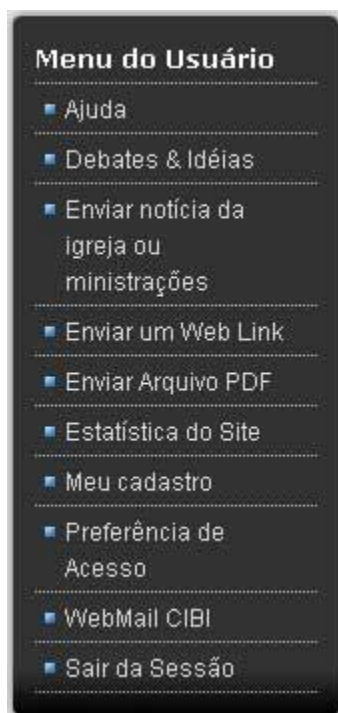 Menu do Usuário
Ajuda
Debates & Idéias
Enviar notícia da
igreja ou
ministrações
Enviar um Web Link
Enviar Arquivo PDF
Estatística do Site
Meu cadastro
Preferência de
Acesso
WebMail CIBI
Sair da Sessão